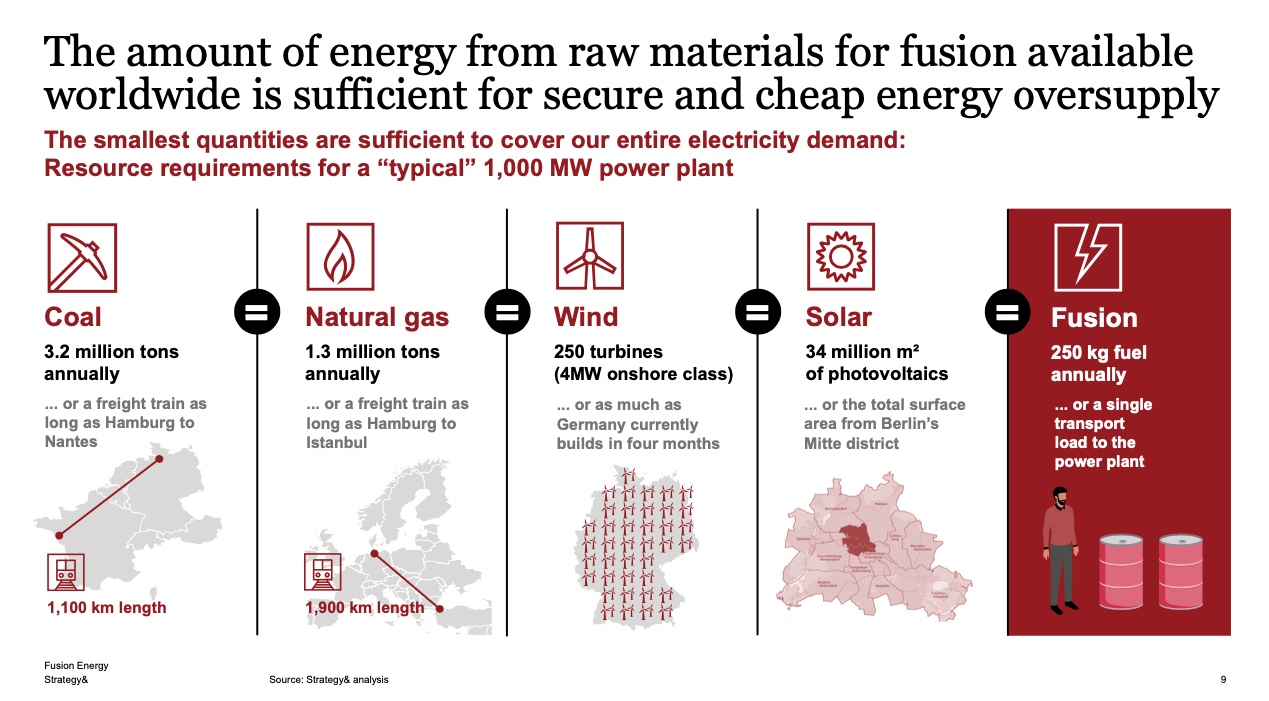 The amount of energy from raw materials for fusion available
worldwide is sufficient for secure and cheap energy oversupply
The smallest quantities are sufficient to cover our entire electricity demand:
Resource requirements for a “typical” 1,000 MW power plant
Coal
3.2 million tons
annually
... or a freight train as
long as Hamburg to
Nantes
1,100 km length
=
Natural gas
1.3 million tons
annually
... or a freight train as
long as Hamburg to
Istanbul
1,900 km length
=
Wind
250 turbines
(4MW onshore class)
... or as much as
Germany currently
builds in four months
=
Solar
34 million m²
of photovoltaics
... or the total surface
area from Berlin’s
Mitte district
=
Fusion
250 kg fuel
annually
... or a single
transport
load to the
power plant
Fusion Energy
Strategy&
Source: Strategy& analysis
9